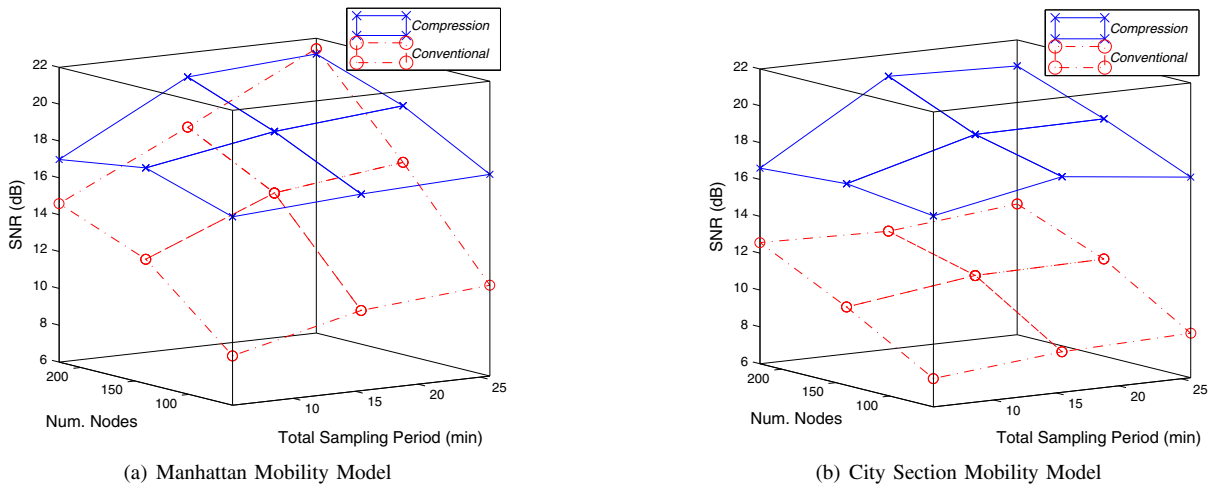 Compression
Conventional
22
20
18
16
14
12
10
8
6
SNR (dB)
200
150
100
Num. Nodes
10
15
20
25
Total Sampling Period (min)
(a) Manhattan Mobility Model
Compression
Conventional
22
20
18
16
14
12
10
8
6
SNR (dB)
200
150
100
Num. Nodes
10
15
20
25
Total Sampling Period (min)
(b) City Section Mobility Model